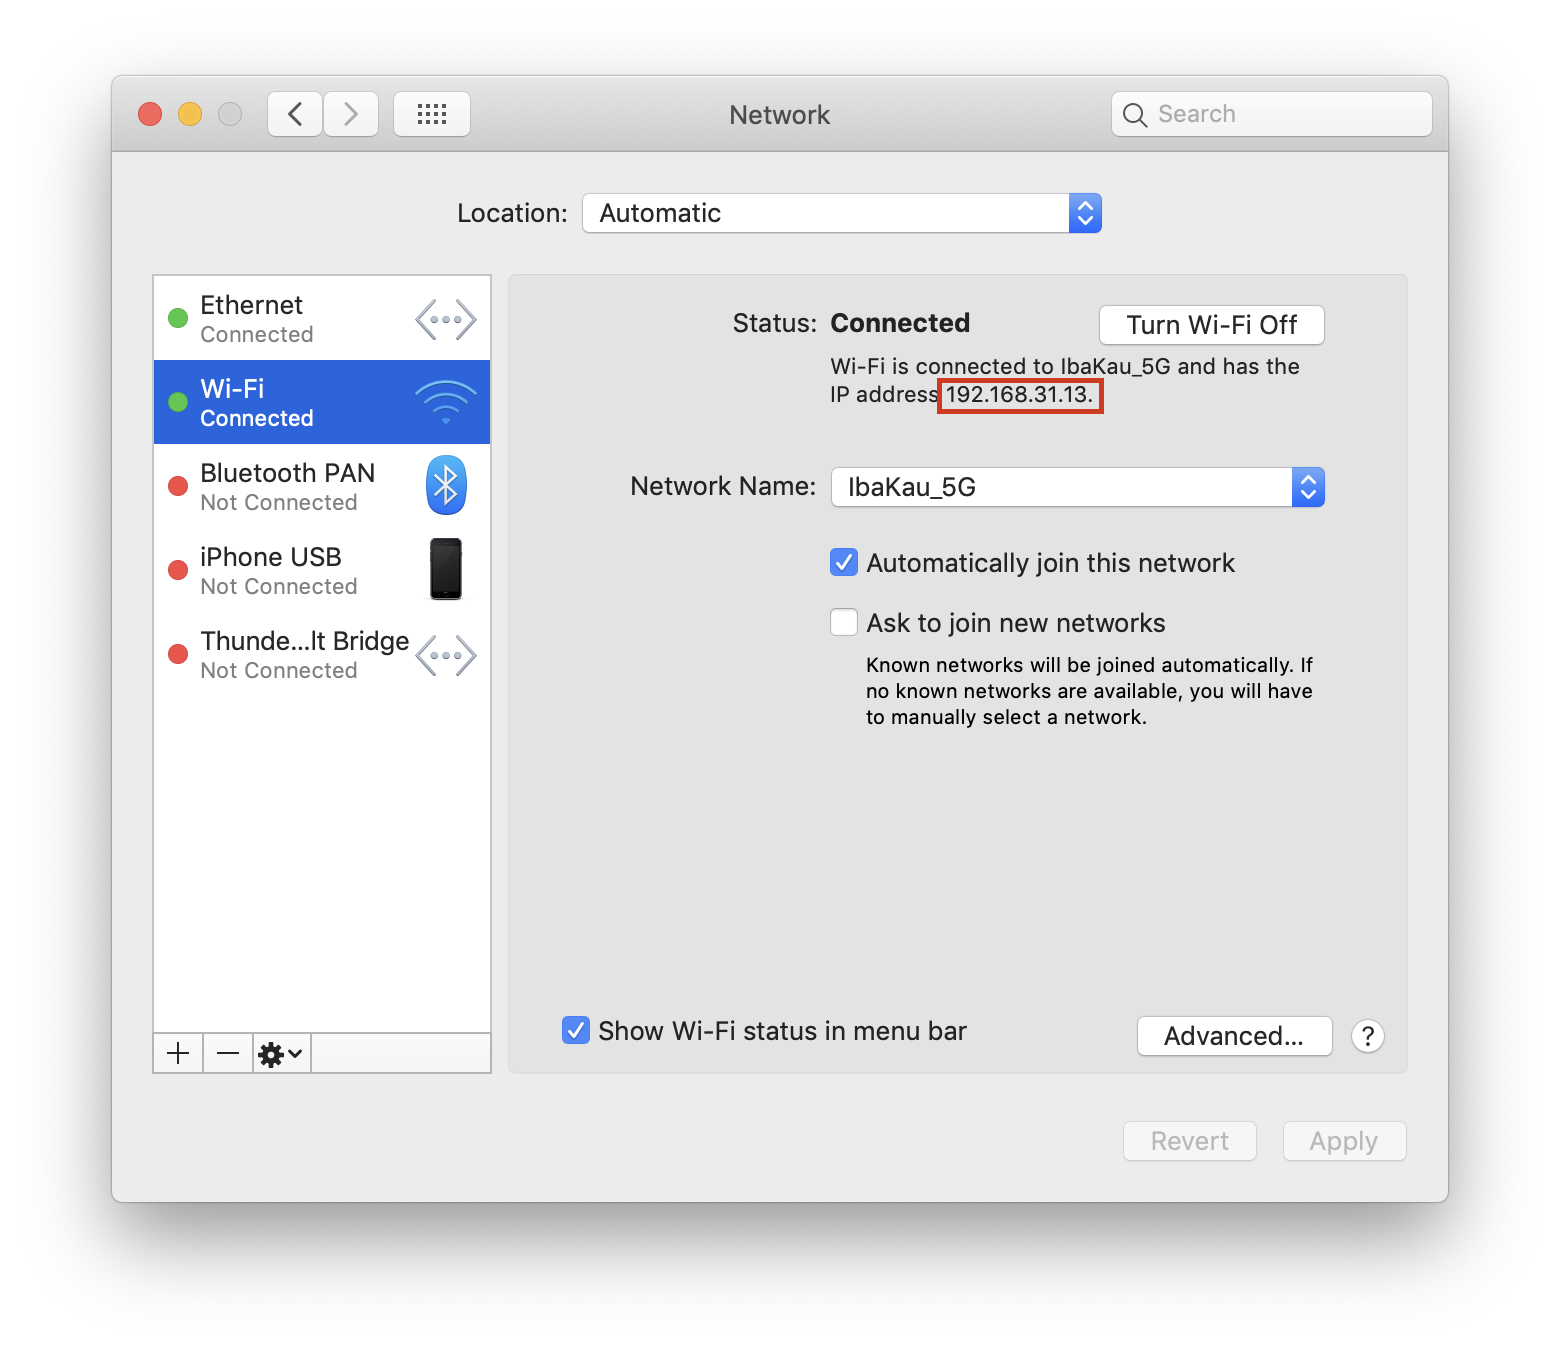 Network
Search
Location: Automatic
Ethernet
Connected
Wi-Fi
Connected
Bluetooth PAN
Not Connected
iPhone USB
Not Connected
Thunde...lt Bridge
Not Connected
Status: Connected
Turn Wi-Fi Off
Wi-Fi is connected to IbaKau_5G and has the
IP address 192.168.31.13.
Network Name: IbaKau_5G
Automatically join this network
Ask to join new networks
Known networks will be joined automatically. If
no known networks are available, you will have
to manually select a network.
Show Wi-Fi status in menu bar
Advanced...
?
Revert
Apply